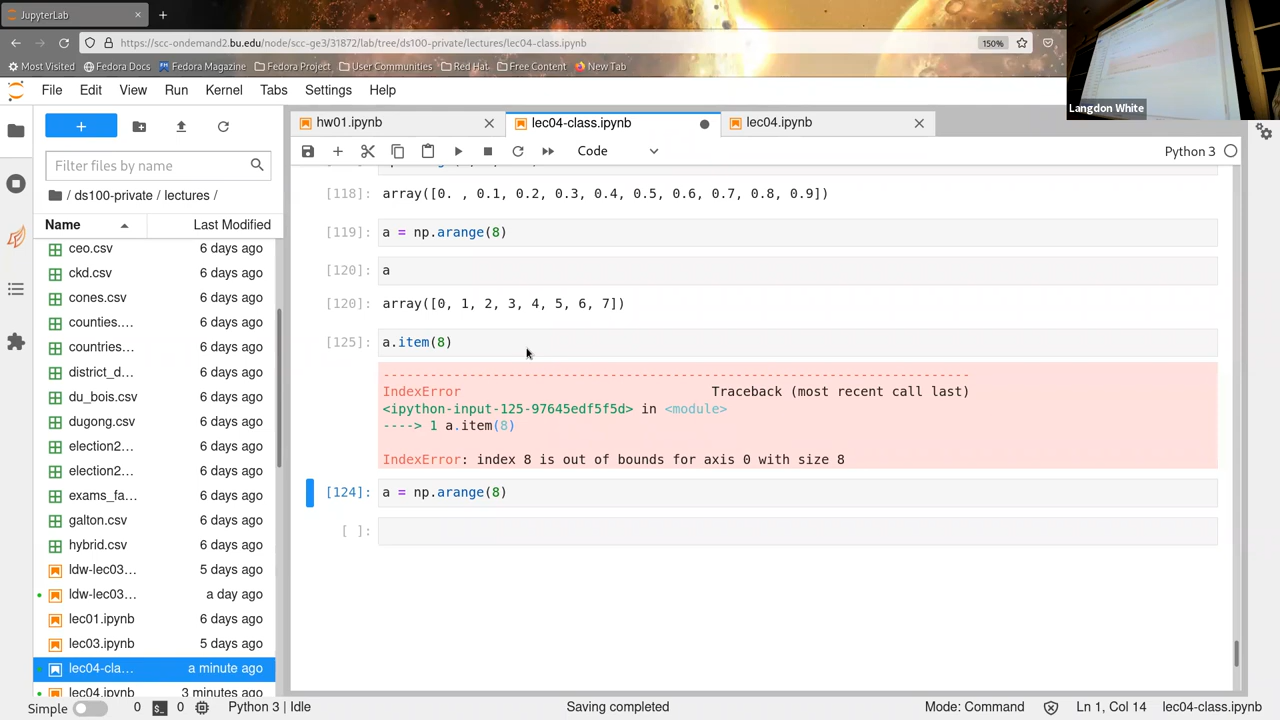 JupyterLab
https://scc-ondemand2.bu.edu/node/scc-ge3/31872/lab/tree/ds100-private/lectures/lec04-class.ipynb
150%
Most Visited
Fedora Docs
Fedora Magazine
Fedora Project
User Communities
Red Hat
Free Content
New Tab
Langdon White
File Edit View Run Kernel Tabs Settings Help
hw01.ipynb
lec04-class.ipynb
lec04.ipynb
Code
Python 3
Filter files by name
/ ds100-private / lectures /
Name Last Modified
ceo.csv 6 days ago
ckd.csv 6 days ago
cones.csv 6 days ago
counties.... 6 days ago
countries... 6 days ago
district_d... 6 days ago
du_bois.csv 6 days ago
dugong.csv 6 days ago
election2... 6 days ago
election2... 6 days ago
exams_fa... 6 days ago
galton.csv 6 days ago
hybrid.csv 6 days ago
ldw-lec03... 5 days ago
ldw-lec03... a day ago
lec01.ipynb 6 days ago
lec03.ipynb 5 days ago
lec04-cla... a minute ago
lec04.ipynb 3 minutes ago
[118]: array([0. , 0.1, 0.2, 0.3, 0.4, 0.5, 0.6, 0.7, 0.8, 0.9])
[119]: a = np.arange(8)
[120]: a
[120]: array([0, 1, 2, 3, 4, 5, 6, 7])
[125]: a.item(8)
---------------------------------------------------------------------------
IndexError Traceback (most recent call last)
<ipython-input-125-97645edf5f5d> in <module>
----> 1 a.item(8)
IndexError: index 8 is out of bounds for axis 0 with size 8
[124]: a = np.arange(8)
[ ]:
Simple 0 $_ 0 Python 3 | Idle Saving completed Mode: Command Ln 1, Col 14 lec04-class.ipynb